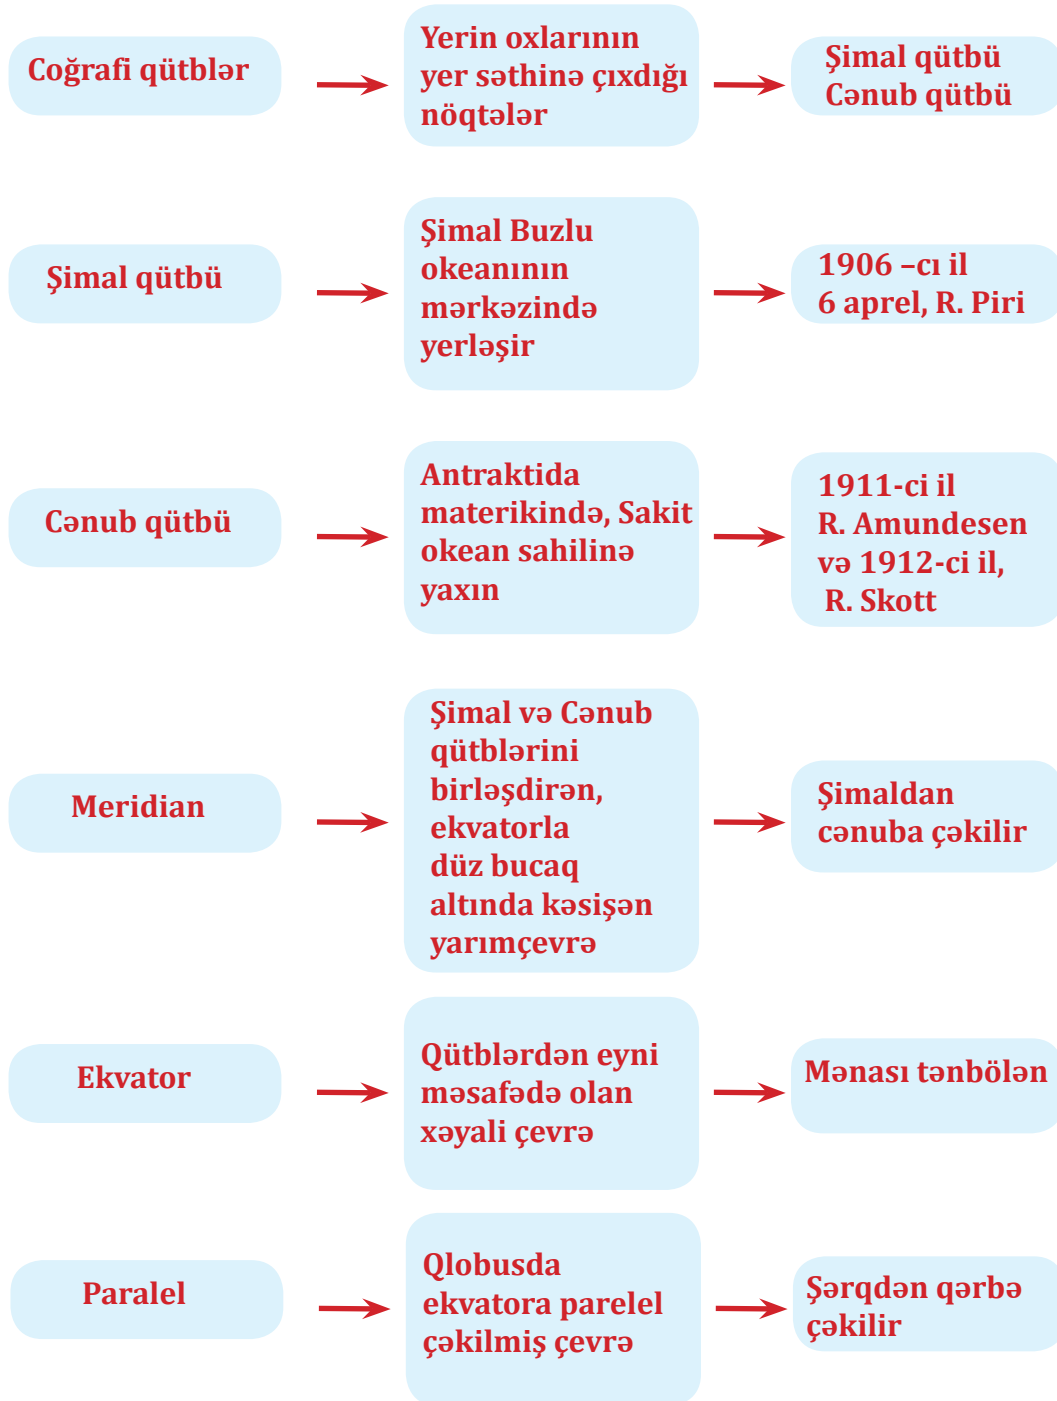 Coğrafi qütblər
Yerin oxlarının
yer səthinə çıxdığı
nöqtələr
Şimal qütbü
Cənub qütbü
Şimal qütbü
Şimal Buzlu
okeanının
mərkəzində
yerləşir
1906 –cı il
6 aprel, R. Piri
Cənub qütbü
Antraktida
materikində, Sakit
okean sahilinə
yaxın
1911-ci il
R. Amundesen
və 1912-ci il,
R. Skott
Meridian
Şimal və Cənub
qütblərini
birləşdirən,
ekvatorla
düz bucaq
altında kəsişən
yarımçevrə
Şimaldan
cənuba çəkilir
Ekvator
Qütblərdən eyni
məsafədə olan
xəyali çevrə
Mənası tənbölən
Paralel
Qlobusda
ekvatora parelel
çəkilmiş çevrə
Şərqdən qərbə
çəkilir